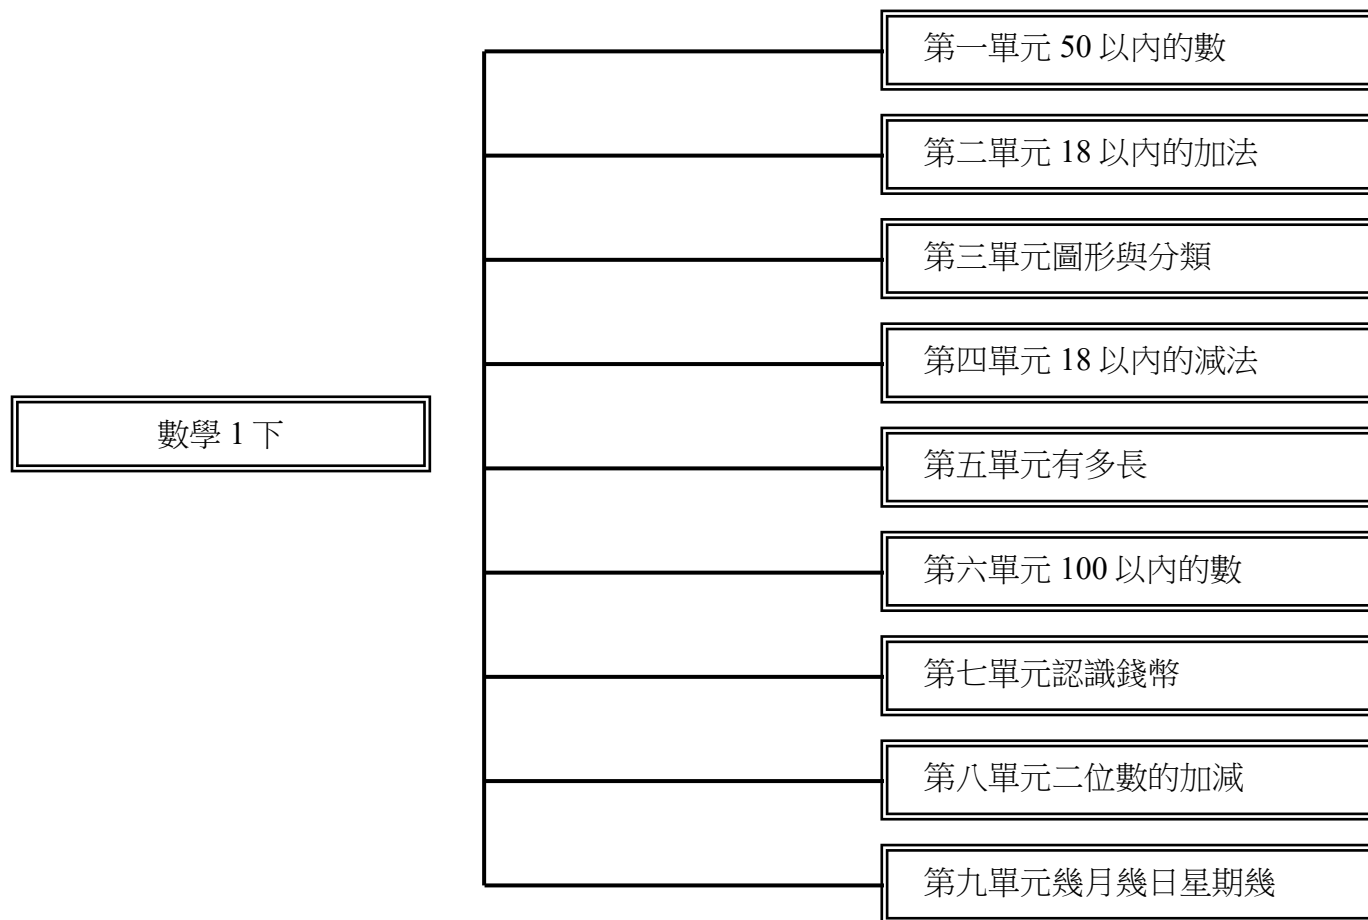 第一單元 50 以內的數
第二單元 18 以內的加法
第三單元圖形與分類
第四單元 18 以內的減法
數學 1 下
第五單元有多長
第六單元 100 以內的數
第七單元認識錢幣
第八單元二位數的加減
第九單元幾月幾日星期幾